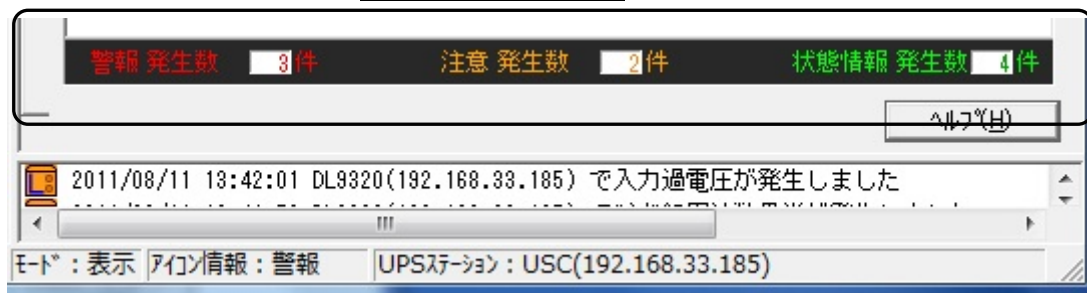 警報 発生数 3件 注意 発生数 2件 状態情報 発生数 4件
ﾍﾙﾌﾟ(H)
2011/08/11 13:42:01 DL9320(192.168.33.185) で入力過電圧が発生しました
ﾓｰﾄﾞ：表示 ｱｲｺﾝ情報：警報 UPSｽﾃｰｼｮﾝ：USC(192.168.33.185)